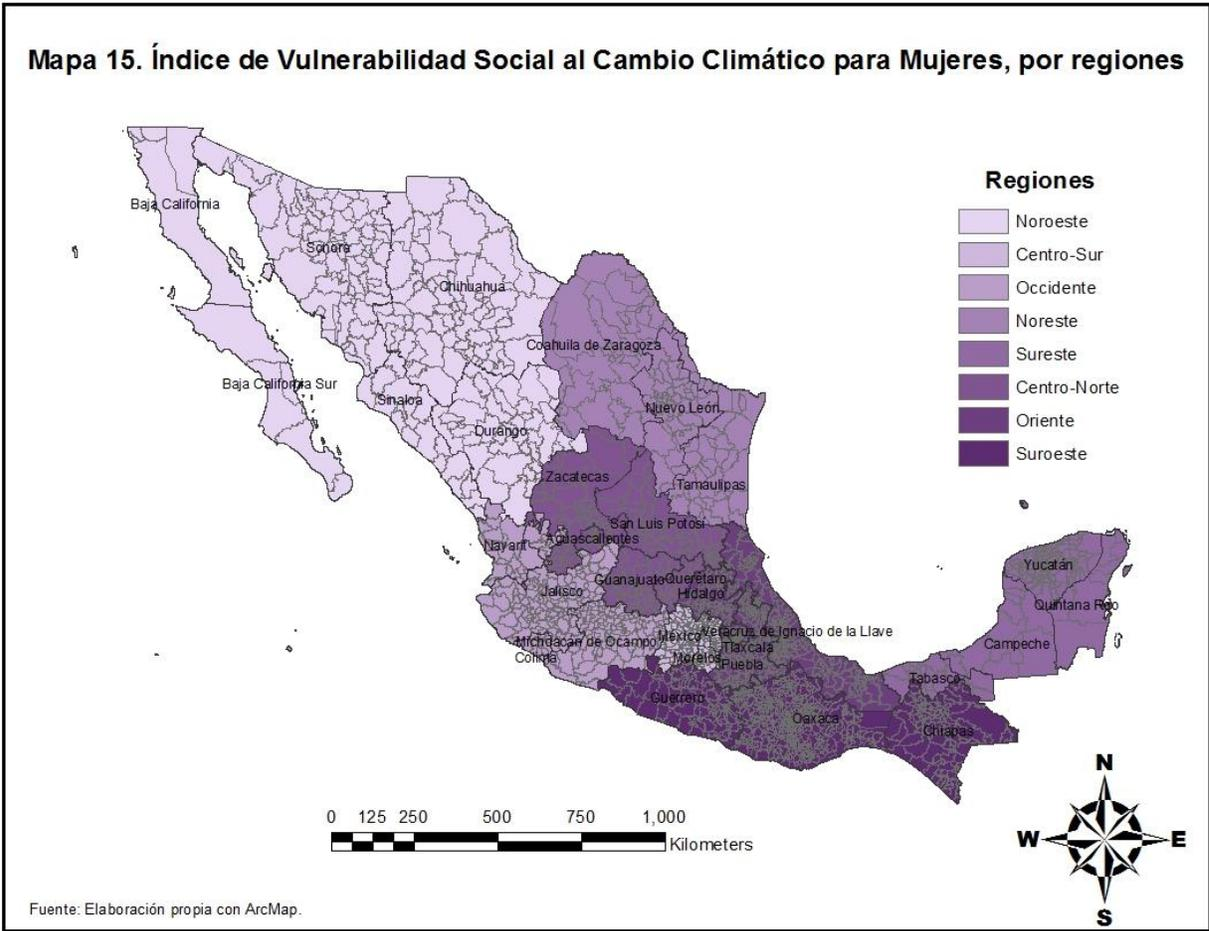 Mapa 15. Índice de Vulnerabilidad Social al Cambio Climático para Mujeres, por regiones
Regiones
Noroeste
Centro-Sur
Occidente
Noreste
Sureste
Centro-Norte
Oriente
Suroeste
Baja California
Sonora
Chihuahua
Coahuila de Zaragoza
Baja California Sur
Sinaloa
Nuevo León
Durango
Zacatecas
Tamaulipas
San Luis Potosí
Aguascalientes
Nayarit
Guanajuato
Querétaro
Hidalgo
Jalisco
Yucatán
Quintana Roo
Michoacán de Ocampo
México
Veracruz de Ignacio de la Llave
Tlaxcala
Colima
Morelos
Puebla
Campeche
Tabasco
Guerrero
Oaxaca
Chiapas
0 125 250 500 750 1,000
Kilometers
N
W
E
S
Fuente: Elaboración propia con ArcMap.